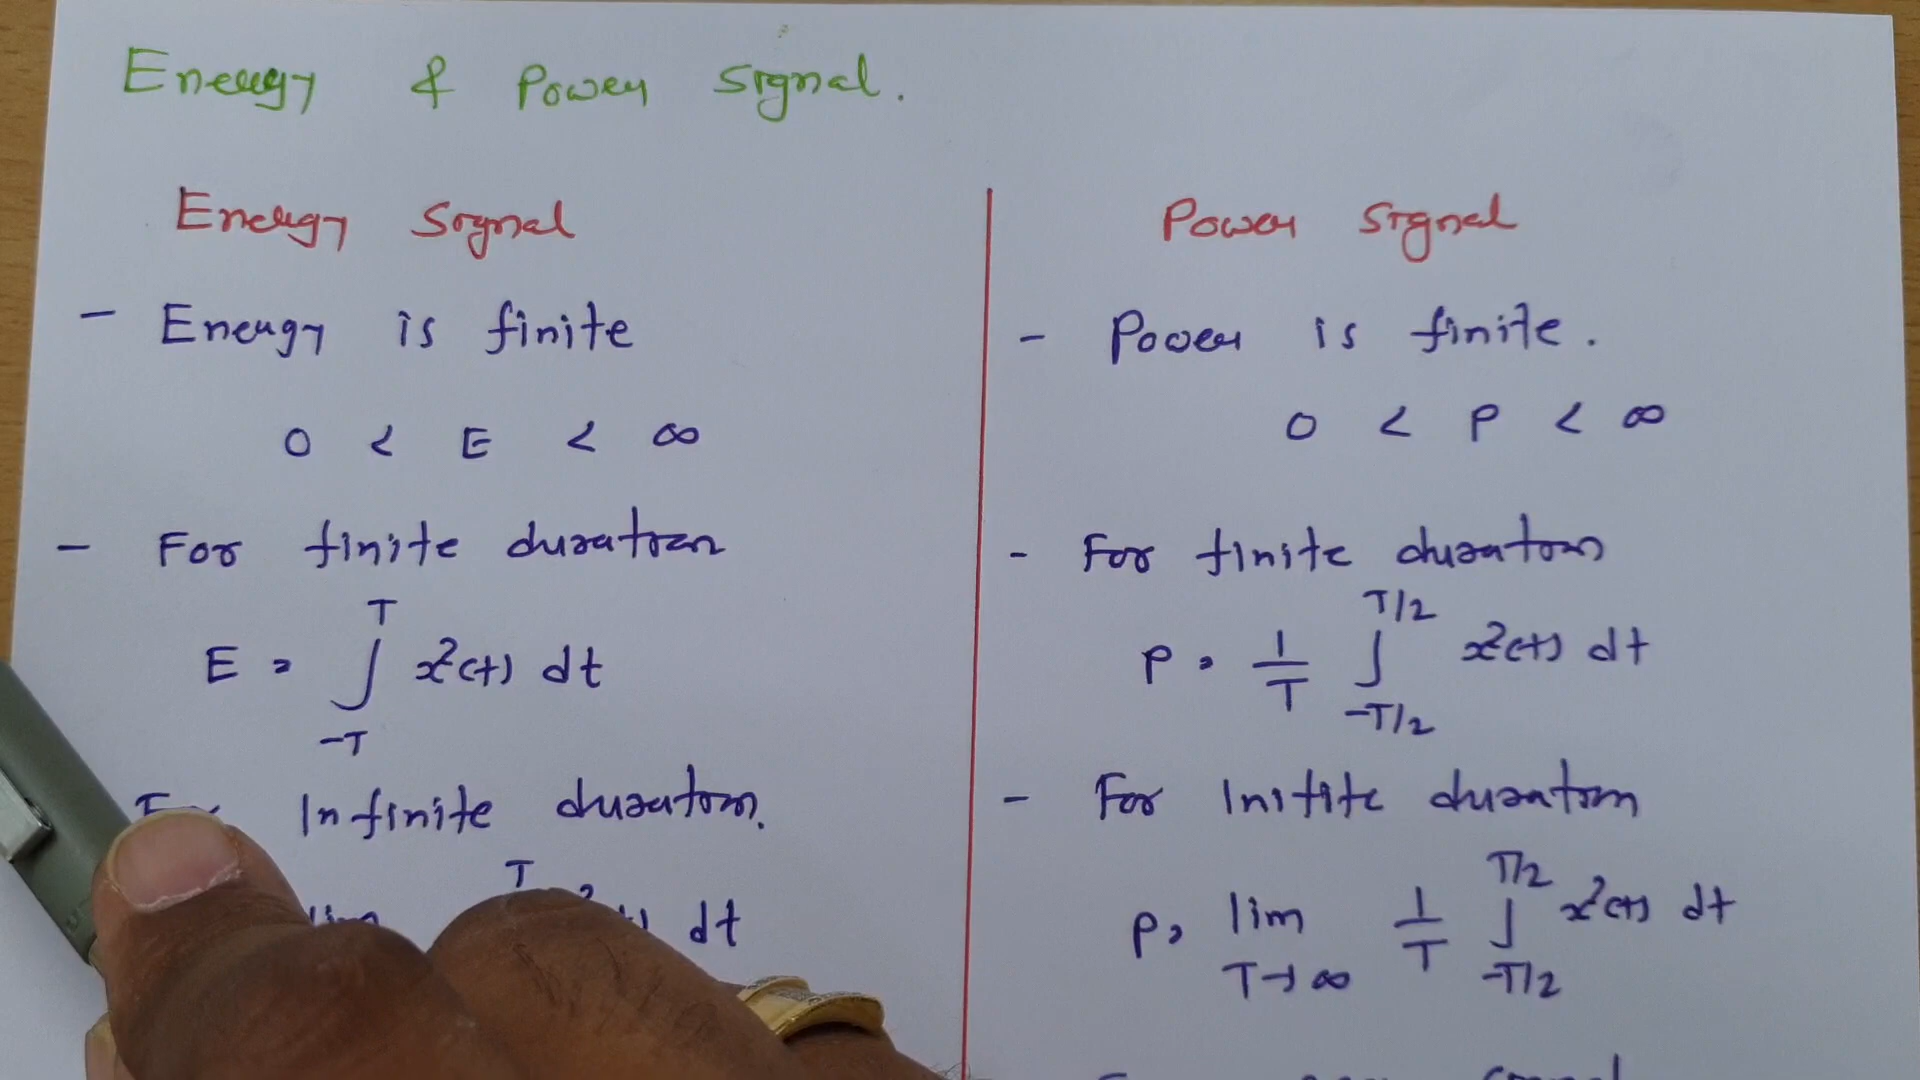 Energy & Power Signal.
Energy Signal
- Energy is finite
0 < E < ∞
- For finite duration
E = ∫_{-T}^{T} x²(t) dt
Infinite duration.
T
lim dt
Power Signal
- Power is finite.
0 < P < ∞
- For finite duration
P = 1/T ∫_{-T/2}^{T/2} x²(t) dt
- For Initite duration
P = lim_{T→∞} 1/T ∫_{-T/2}^{T/2} x²(t) dt